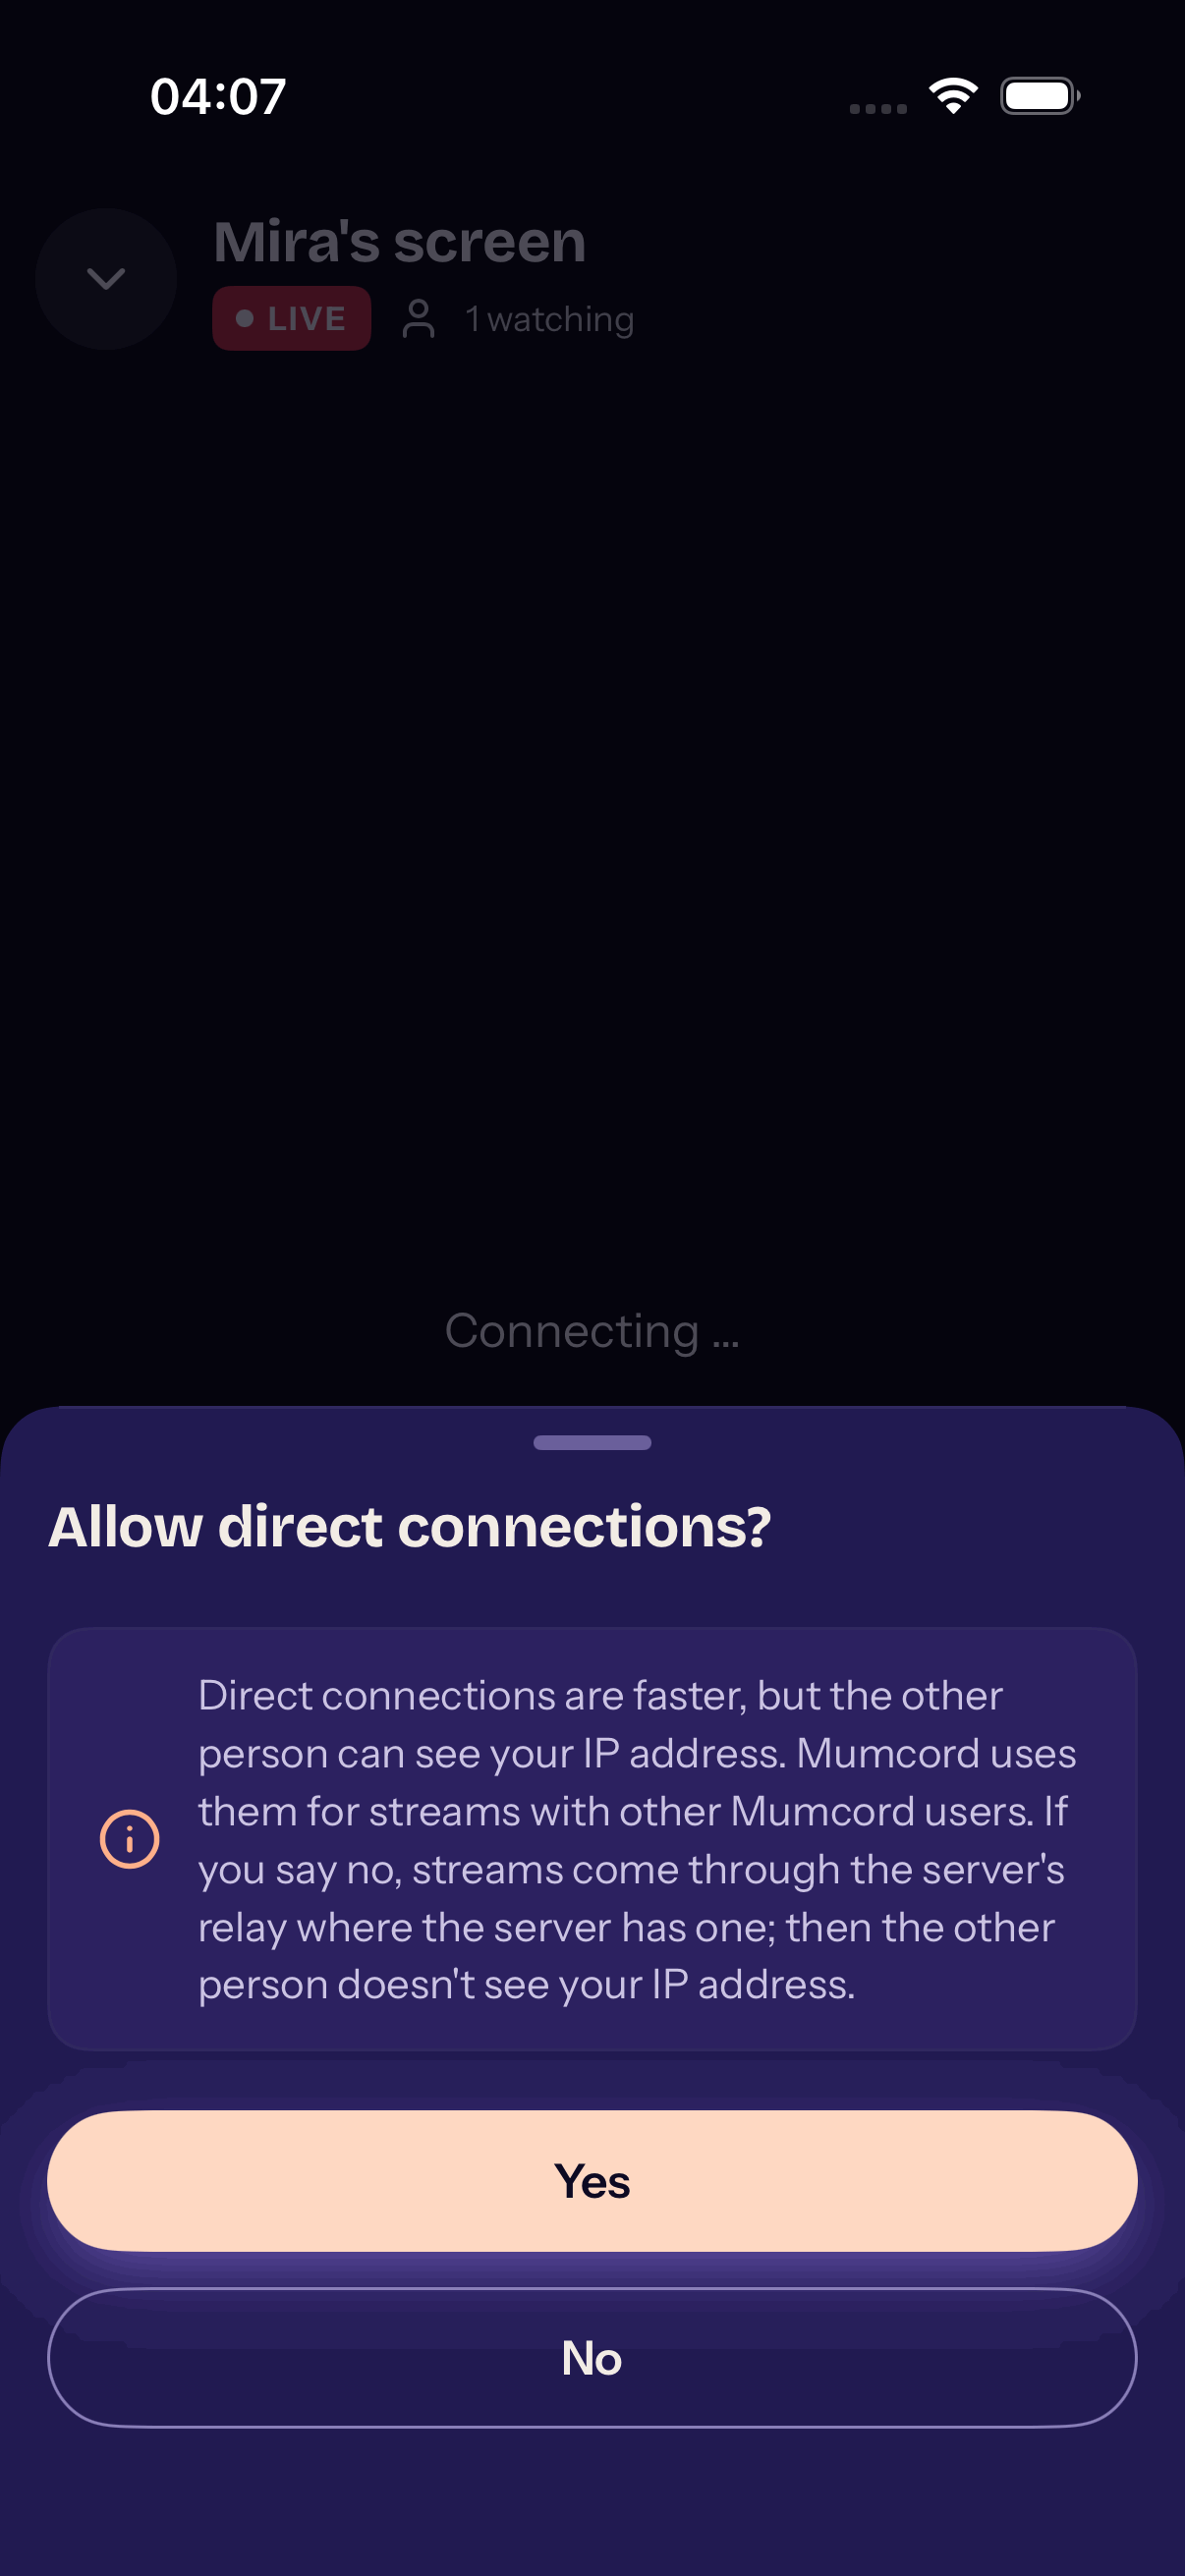 04:07
Mira's screen
LIVE
1 watching
Connecting ...
Allow direct connections?
Direct connections are faster, but the other
person can see your IP address. Mumcord uses
them for streams with other Mumcord users. If
you say no, streams come through the server's
relay where the server has one; then the other
person doesn't see your IP address.
Yes
No